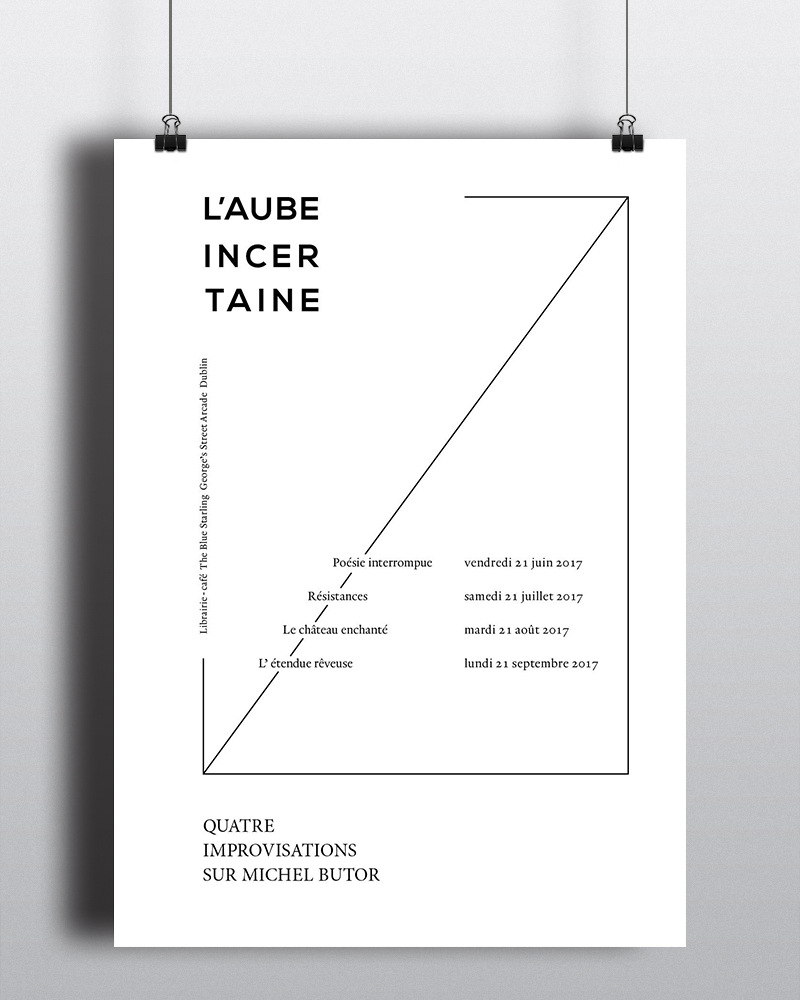 L'AUBE
INCER
TAINE
Librairie - café The Blue Starling George's Street Arcade Dublin
Poésie interrompue vendredi 21 juin 2017
Résistances samedi 21 juillet 2017
Le château enchanté mardi 21 août 2017
L' étendue rêveuse lundi 21 septembre 2017
QUATRE
IMPROVISATIONS
SUR MICHEL BUTOR